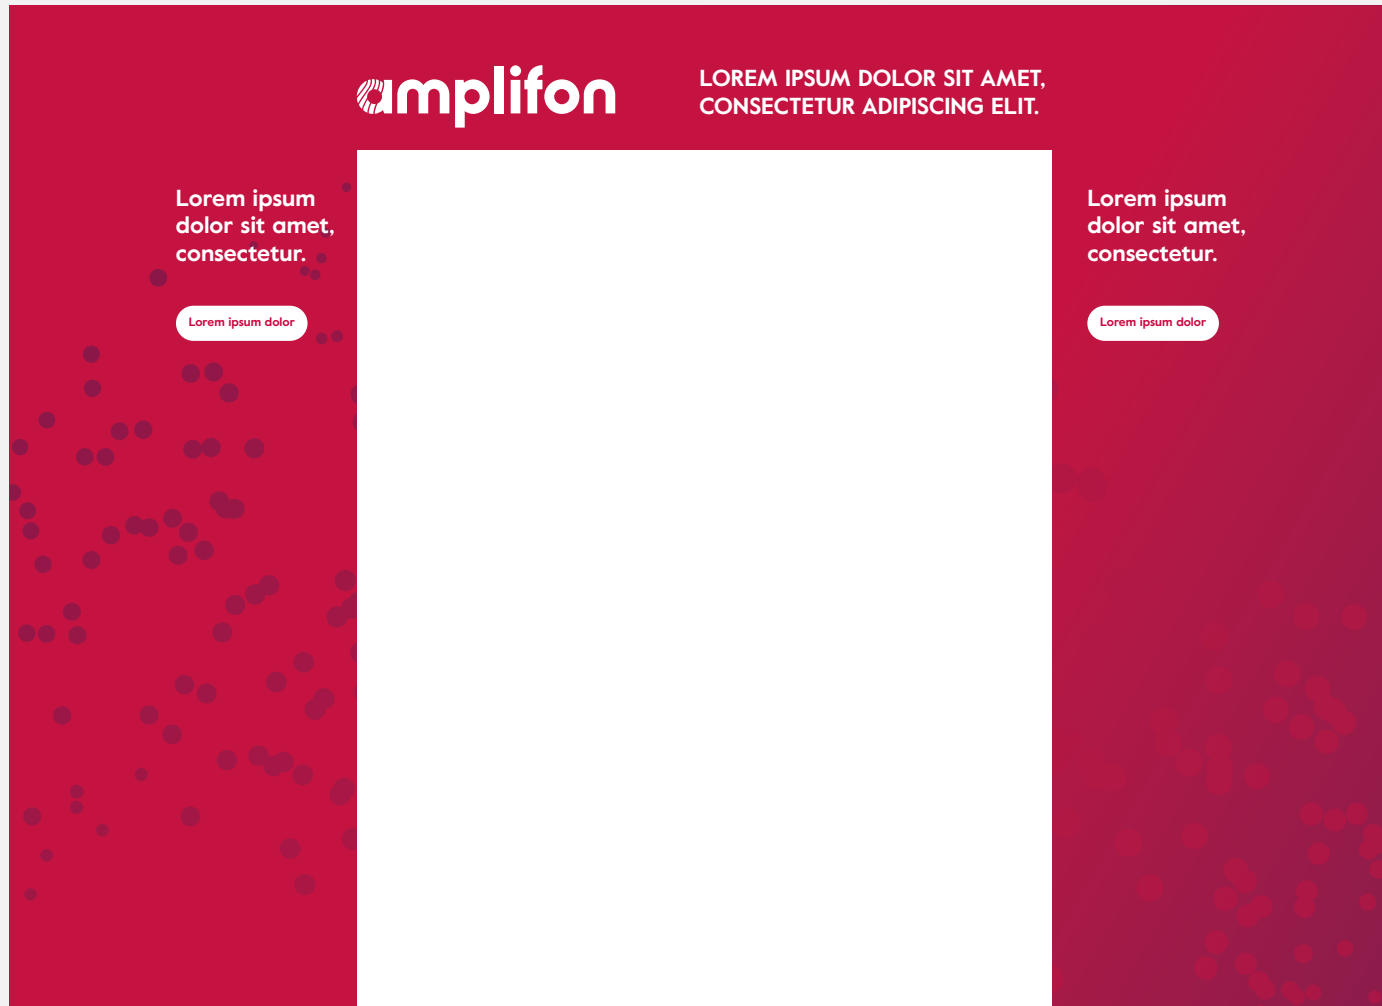 amplifon
LOREM IPSUM DOLOR SIT AMET,
CONSECTETUR ADIPISCING ELIT.
Lorem ipsum
dolor sit amet,
consectetur.
Lorem ipsum dolor
Lorem ipsum
dolor sit amet,
consectetur.
Lorem ipsum dolor